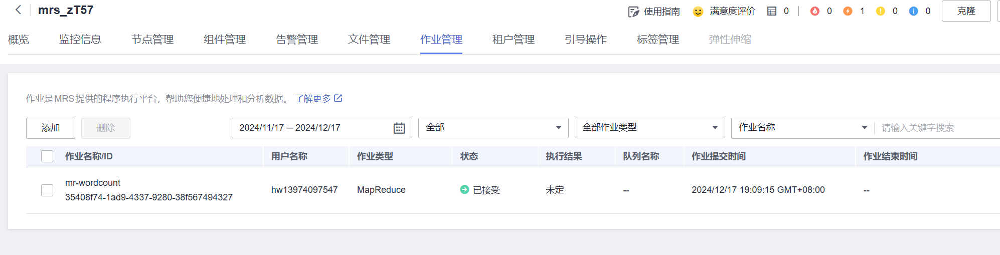 mrs_zT57
使用指南 满意度评价 0 0 1 0 0 克隆
概览 监控信息 节点管理 组件管理 告警管理 文件管理 作业管理 租户管理 引导操作 标签管理 弹性伸缩
作业是MRS提供的程序执行平台，帮助您便捷地处理和分析数据。 了解更多
添加 删除 2024/11/17 — 2024/12/17 全部 全部作业类型 作业名称 请输入关键字搜索
作业名称/ID 用户名称 作业类型 状态 执行结果 队列名称 作业提交时间 作业结束时间
mr-wordcount
35408f74-1ad9-4337-9280-38f567494327 hw13974097547 MapReduce 已接受 未定 -- 2024/12/17 19:09:15 GMT+08:00 --